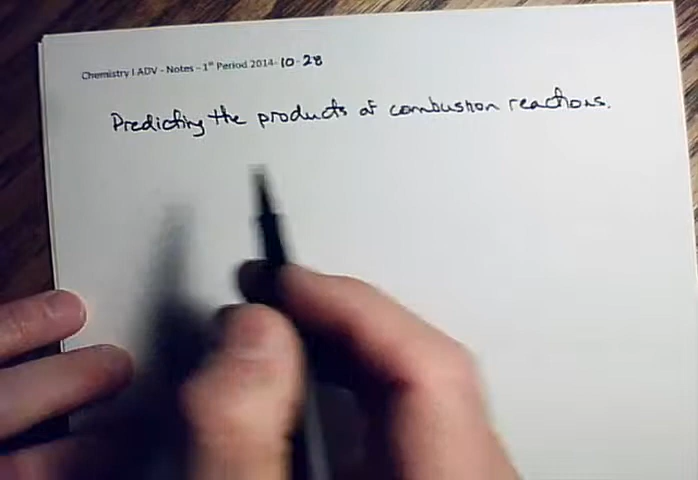 Chemistry I ADV - Notes - 1st Period 2014- 10 - 28
Predicting the products of combustion reactions.